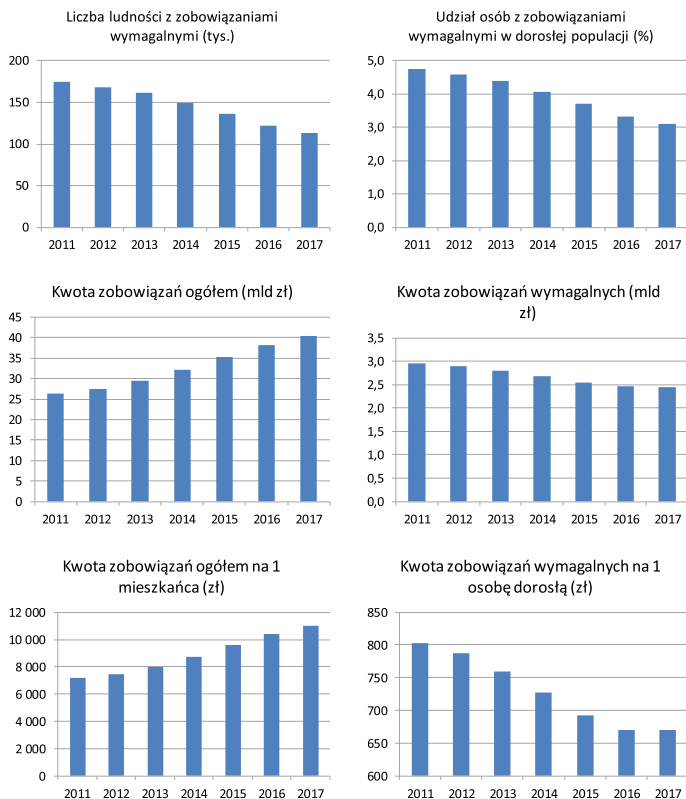 Liczba ludności z zobowiązaniami
wymagalnymi (tys.)
200
150
100
50
0
2011 2012 2013 2014 2015 2016 2017
Udział osób z zobowiązaniami
wymagalnymi w dorosłej populacji (%)
5,0
4,0
3,0
2,0
1,0
0,0
2011 2012 2013 2014 2015 2016 2017
Kwota zobowiązań ogółem (mld zł)
45
40
35
30
25
20
15
10
5
0
2011 2012 2013 2014 2015 2016 2017
Kwota zobowiązań wymagalnych (mld
zł)
3,5
3,0
2,5
2,0
1,5
1,0
0,5
0,0
2011 2012 2013 2014 2015 2016 2017
Kwota zobowiązań ogółem na 1
mieszkańca (zł)
12 000
10 000
8 000
6 000
4 000
2 000
0
2011 2012 2013 2014 2015 2016 2017
Kwota zobowiązań wymagalnych na 1
osobę dorosłą (zł)
850
800
750
700
650
600
2011 2012 2013 2014 2015 2016 2017